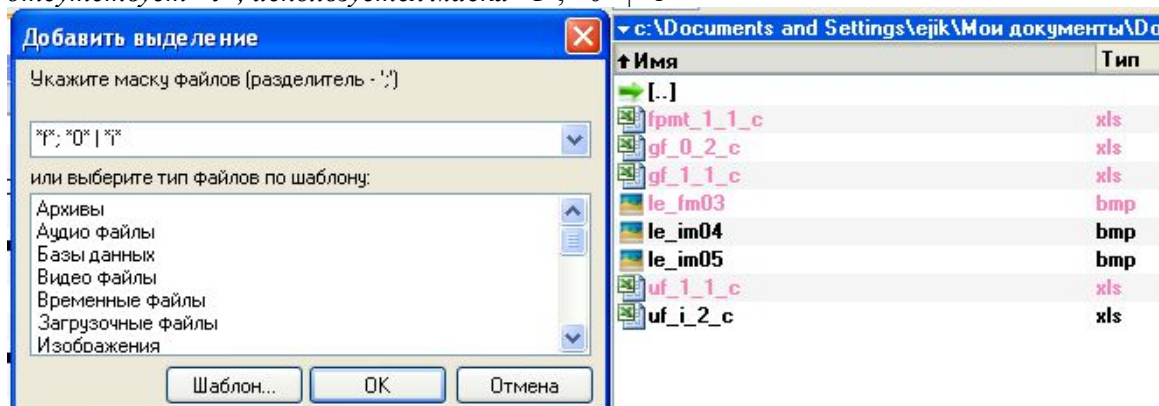 Добавить выделение
Укажите маску файлов (разделитель - ';')
*f*; *0* | *i*
или выберите тип файлов по шаблону:
Архивы
Аудио файлы
Базы данных
Видео файлы
Временные файлы
Загрузочные файлы
Изображения
Шаблон... ОК Отмена
c:\Documents and Settings\ejik\Мои документы\Do
Имя Тип
[..]
fpmt_1_1_c xls
gf_0_2_c xls
gf_1_1_c xls
le_fm03 bmp
le_im04 bmp
le_im05 bmp
uf_1_1_c xls
uf_i_2_c xls